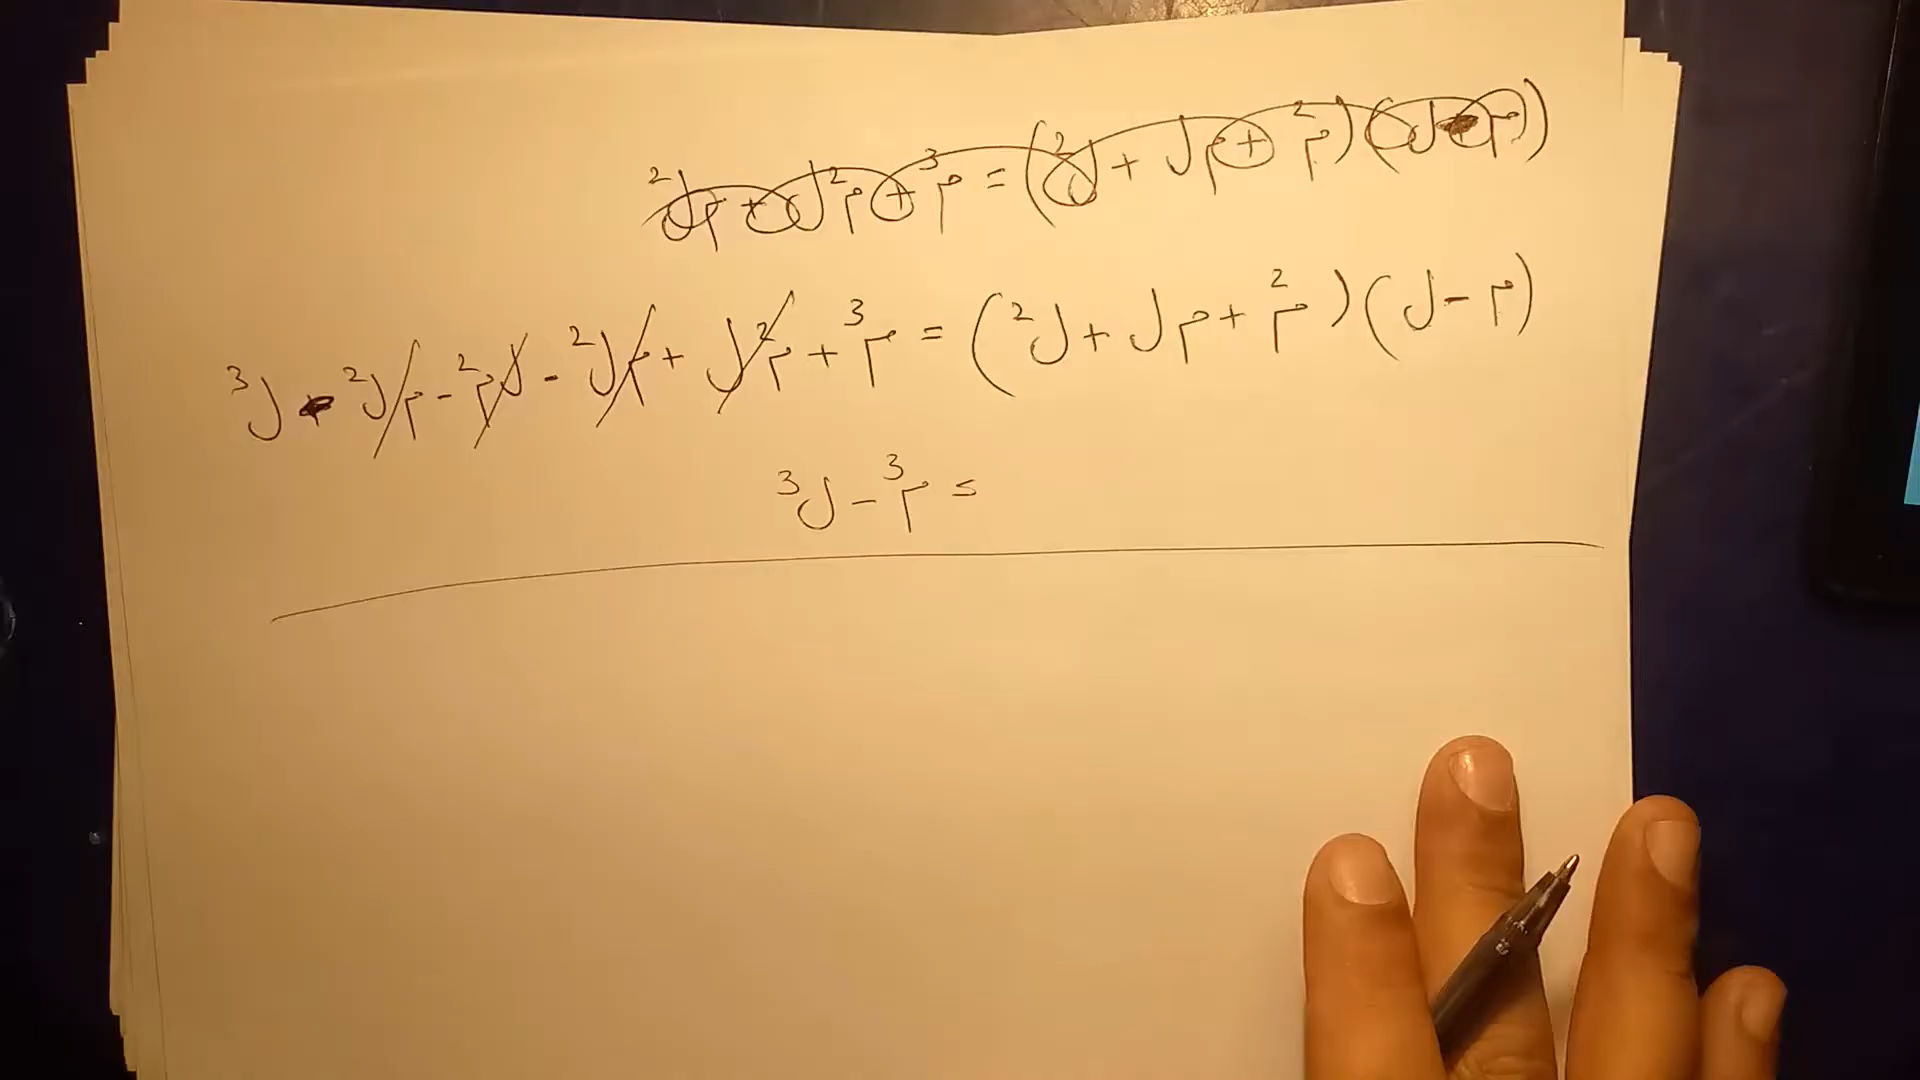 (م - ل)(م² + م ل + ل²) = م³ + م² ل + م ل²
(م - ل)(م² + م ل + ل²) = م³ + م² ل + م ل² - ل م² - م ل² - ل³
= م³ - ل³